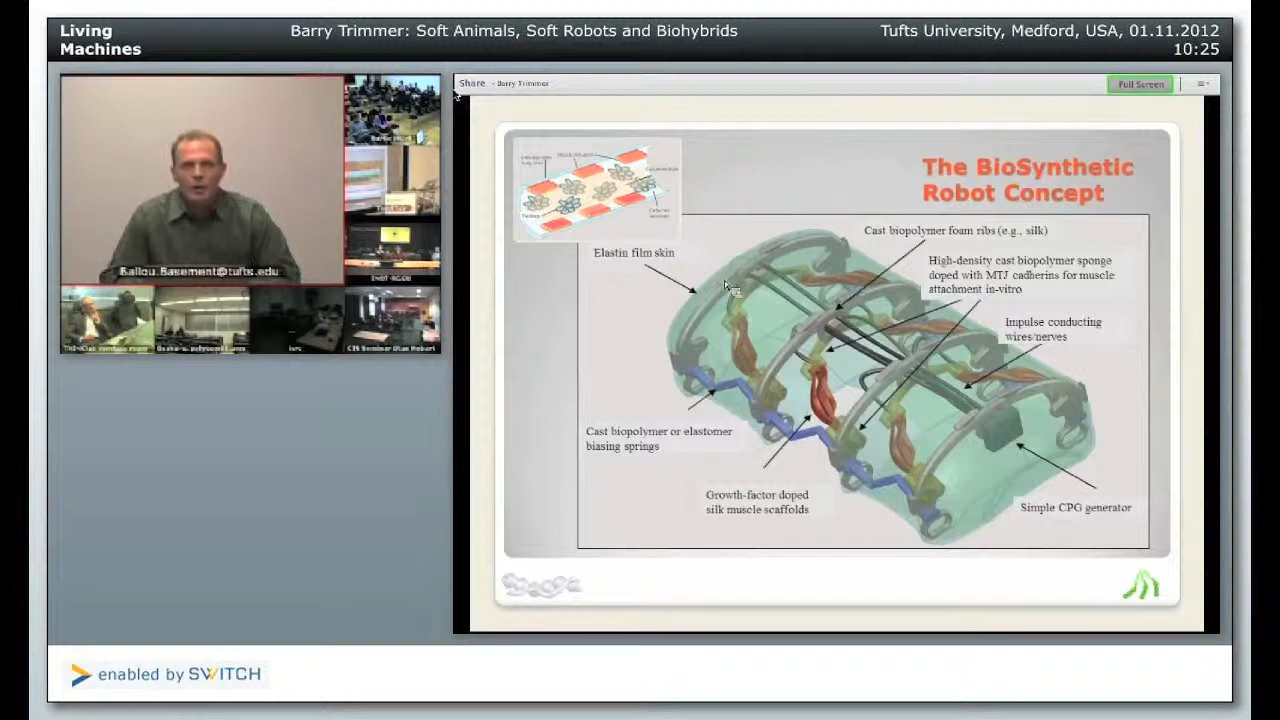 Living
Machines
Barry Trimmer: Soft Animals, Soft Robots and Biohybrids
Tufts University, Medford, USA, 01.11.2012
10:25
Share - Barry Trimmer
Full Screen
Ballou.Basement@tufts.edu
The BioSynthetic
Robot Concept
Elastin film skin
Cast biopolymer foam ribs (e.g., silk)
High-density cast biopolymer sponge
doped with MTJ cadherins for muscle
attachment in-vitro
Impulse conducting
wires/nerves
Cast biopolymer or elastomer
biasing springs
Growth-factor doped
silk muscle scaffolds
Simple CPG generator
enabled by SWITCH